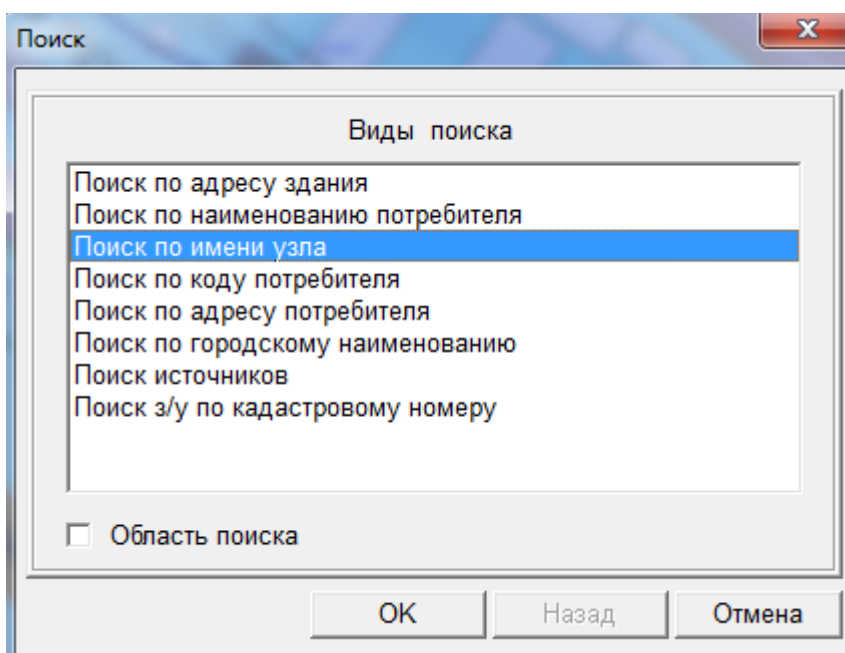 Поиск
Виды поиска
Поиск по адресу здания
Поиск по наименованию потребителя
Поиск по имени узла
Поиск по коду потребителя
Поиск по адресу потребителя
Поиск по городскому наименованию
Поиск источников
Поиск з/у по кадастровому номеру
Область поиска
OK Назад Отмена